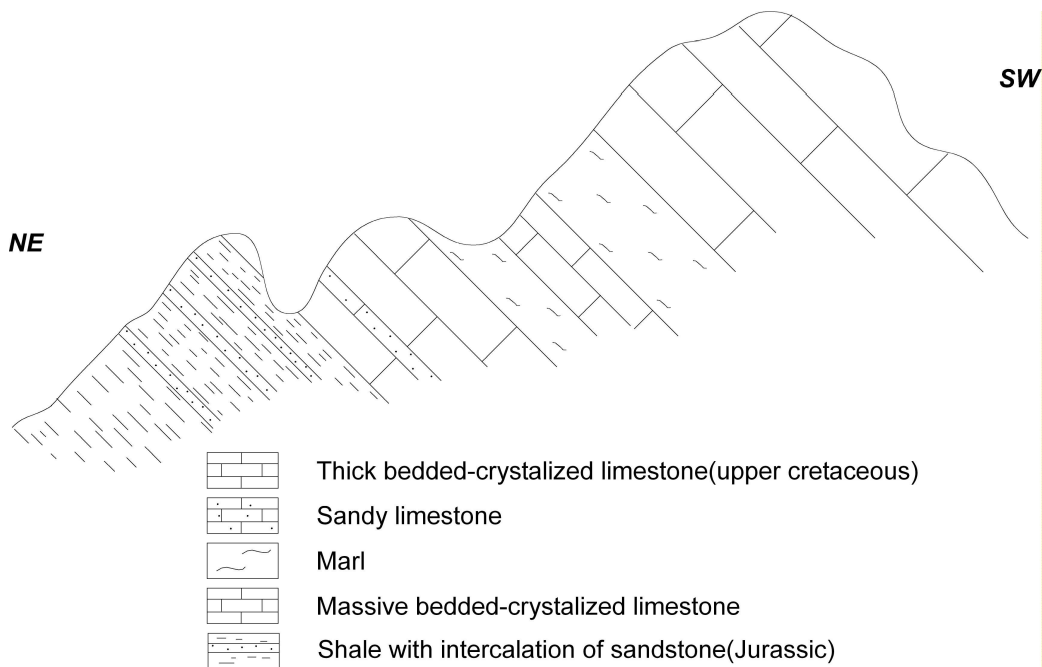 SW
NE
Thick bedded-crystalized limestone(upper cretaceous)
Sandy limestone
Marl
Massive bedded-crystalized limestone
Shale with intercalation of sandstone(Jurassic)